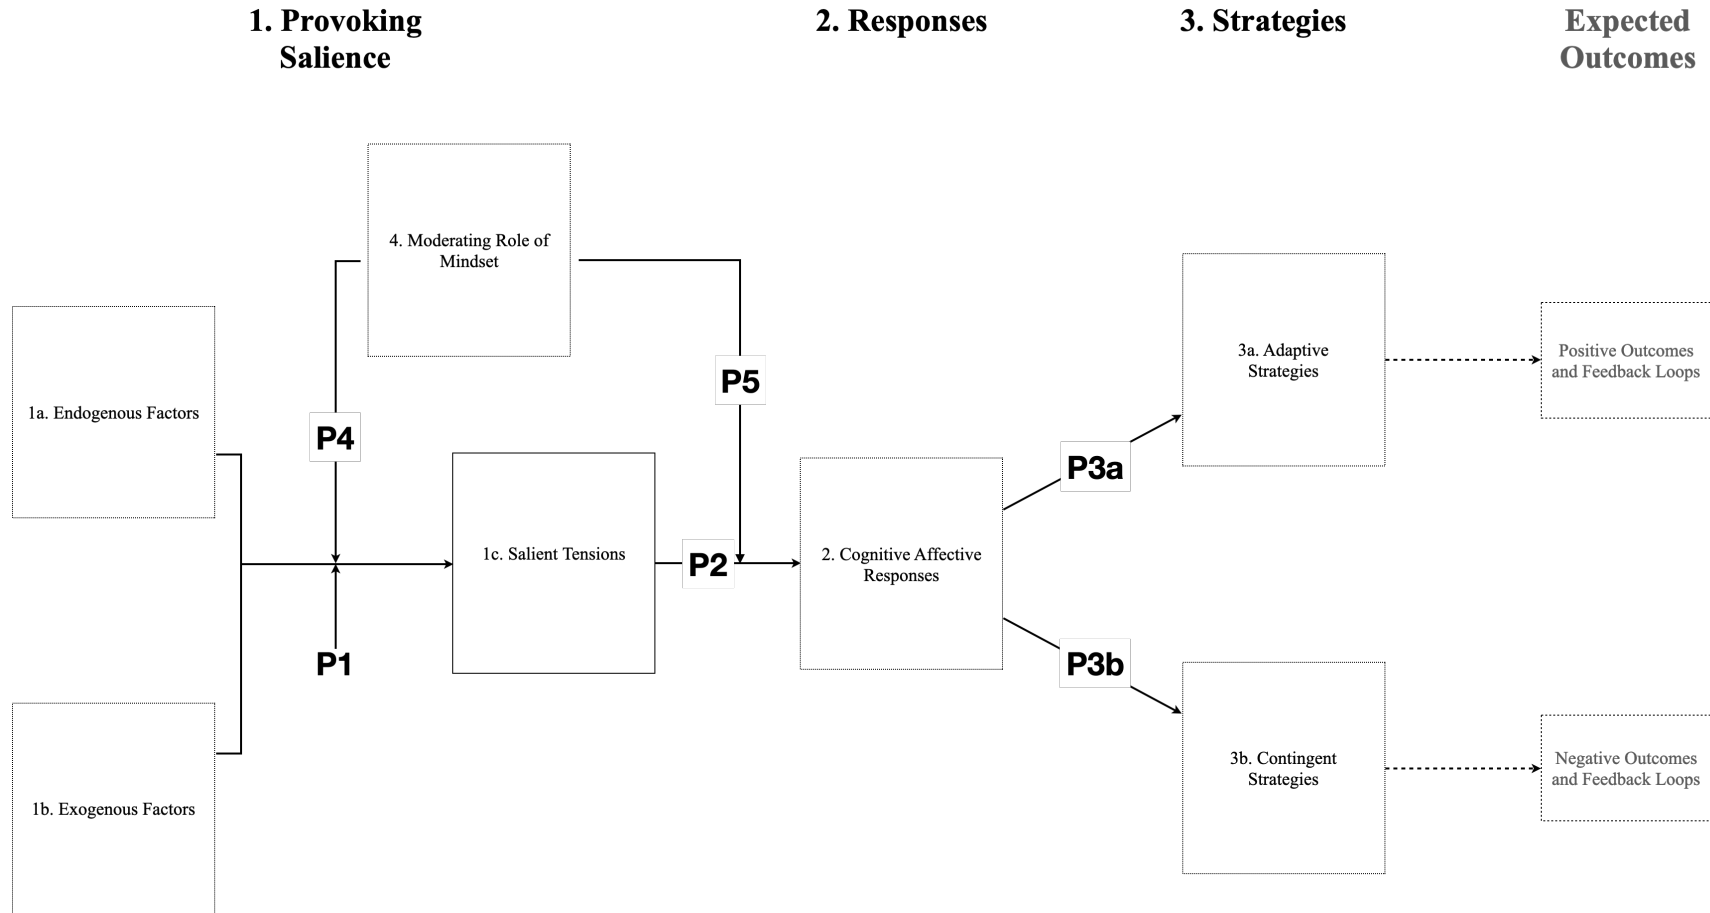 1. Provoking
Salience
2. Responses
3. Strategies
Expected
Outcomes
4. Moderating Role of
Mindset
1a. Endogenous Factors
P4
P5
3a. Adaptive
Strategies
Positive Outcomes
and Feedback Loops
P3a
1c. Salient Tensions
P2
2. Cognitive Affective
Responses
P1
P3b
1b. Exogenous Factors
3b. Contingent
Strategies
Negative Outcomes
and Feedback Loops